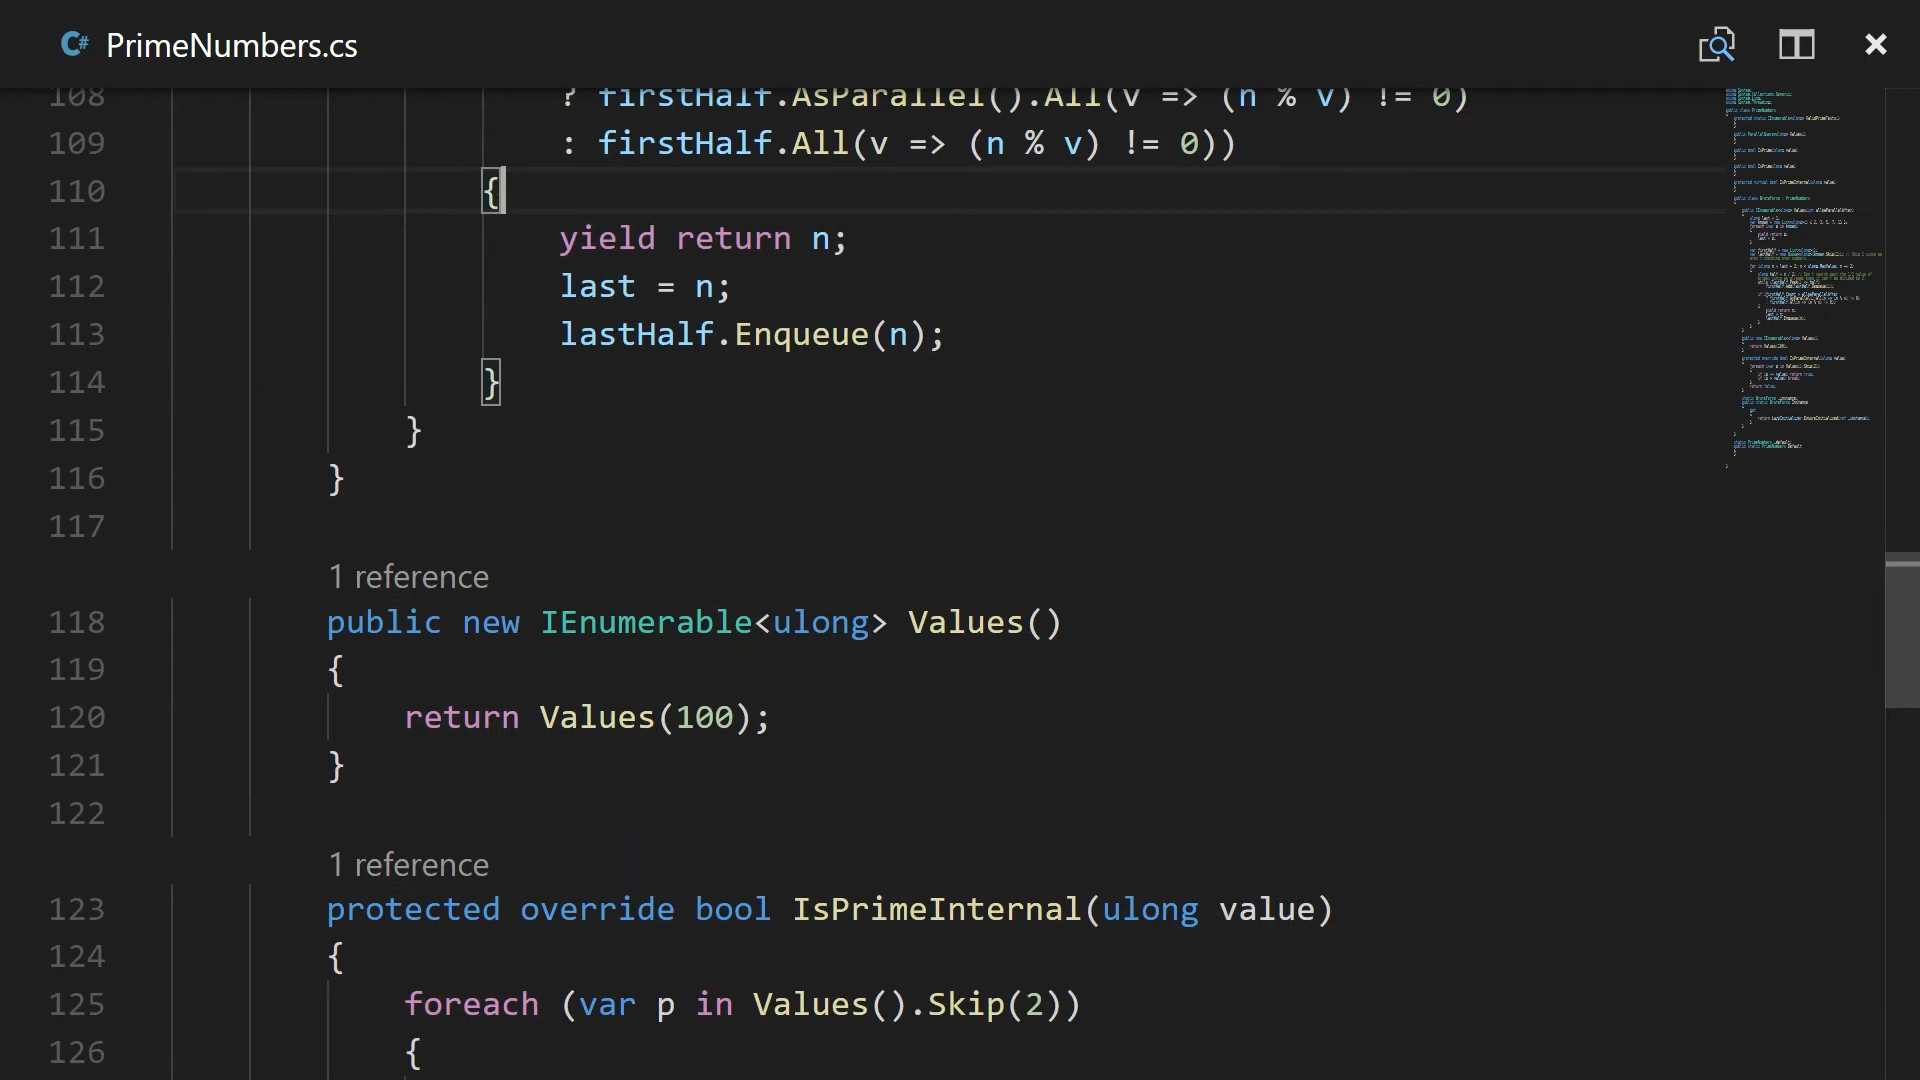 C# PrimeNumbers.cs
108 ? firstHalf.AsParallel().All(v => (n % v) != 0)
109 : firstHalf.All(v => (n % v) != 0))
110 {
111 yield return n;
112 last = n;
113 lastHalf.Enqueue(n);
114 }
115 }
116 }
117
1 reference
118 public new IEnumerable<ulong> Values()
119 {
120 return Values(100);
121 }
122
1 reference
123 protected override bool IsPrimeInternal(ulong value)
124 {
125 foreach (var p in Values().Skip(2))
126 {